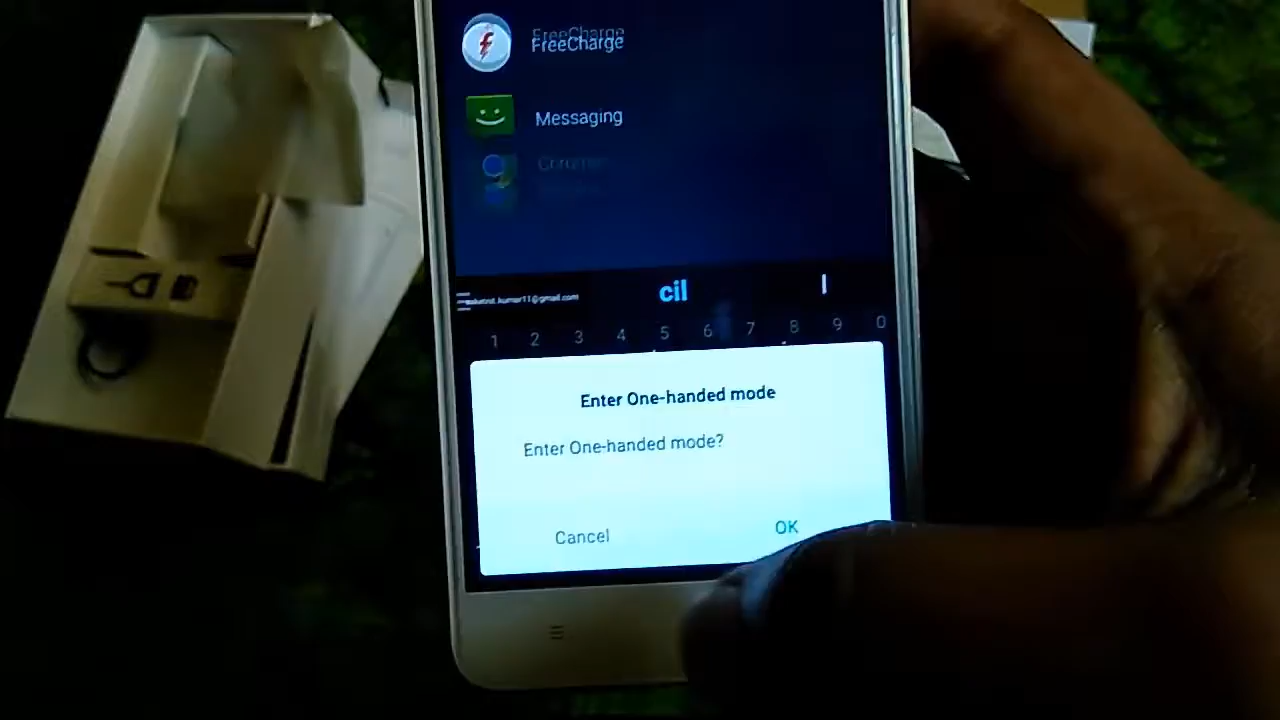 FreeCharge
FreeCharge
Messaging
cil
I
1 2 3 4 5 6 7 8 9 0
Enter One-handed mode
Enter One-handed mode?
Cancel
OK